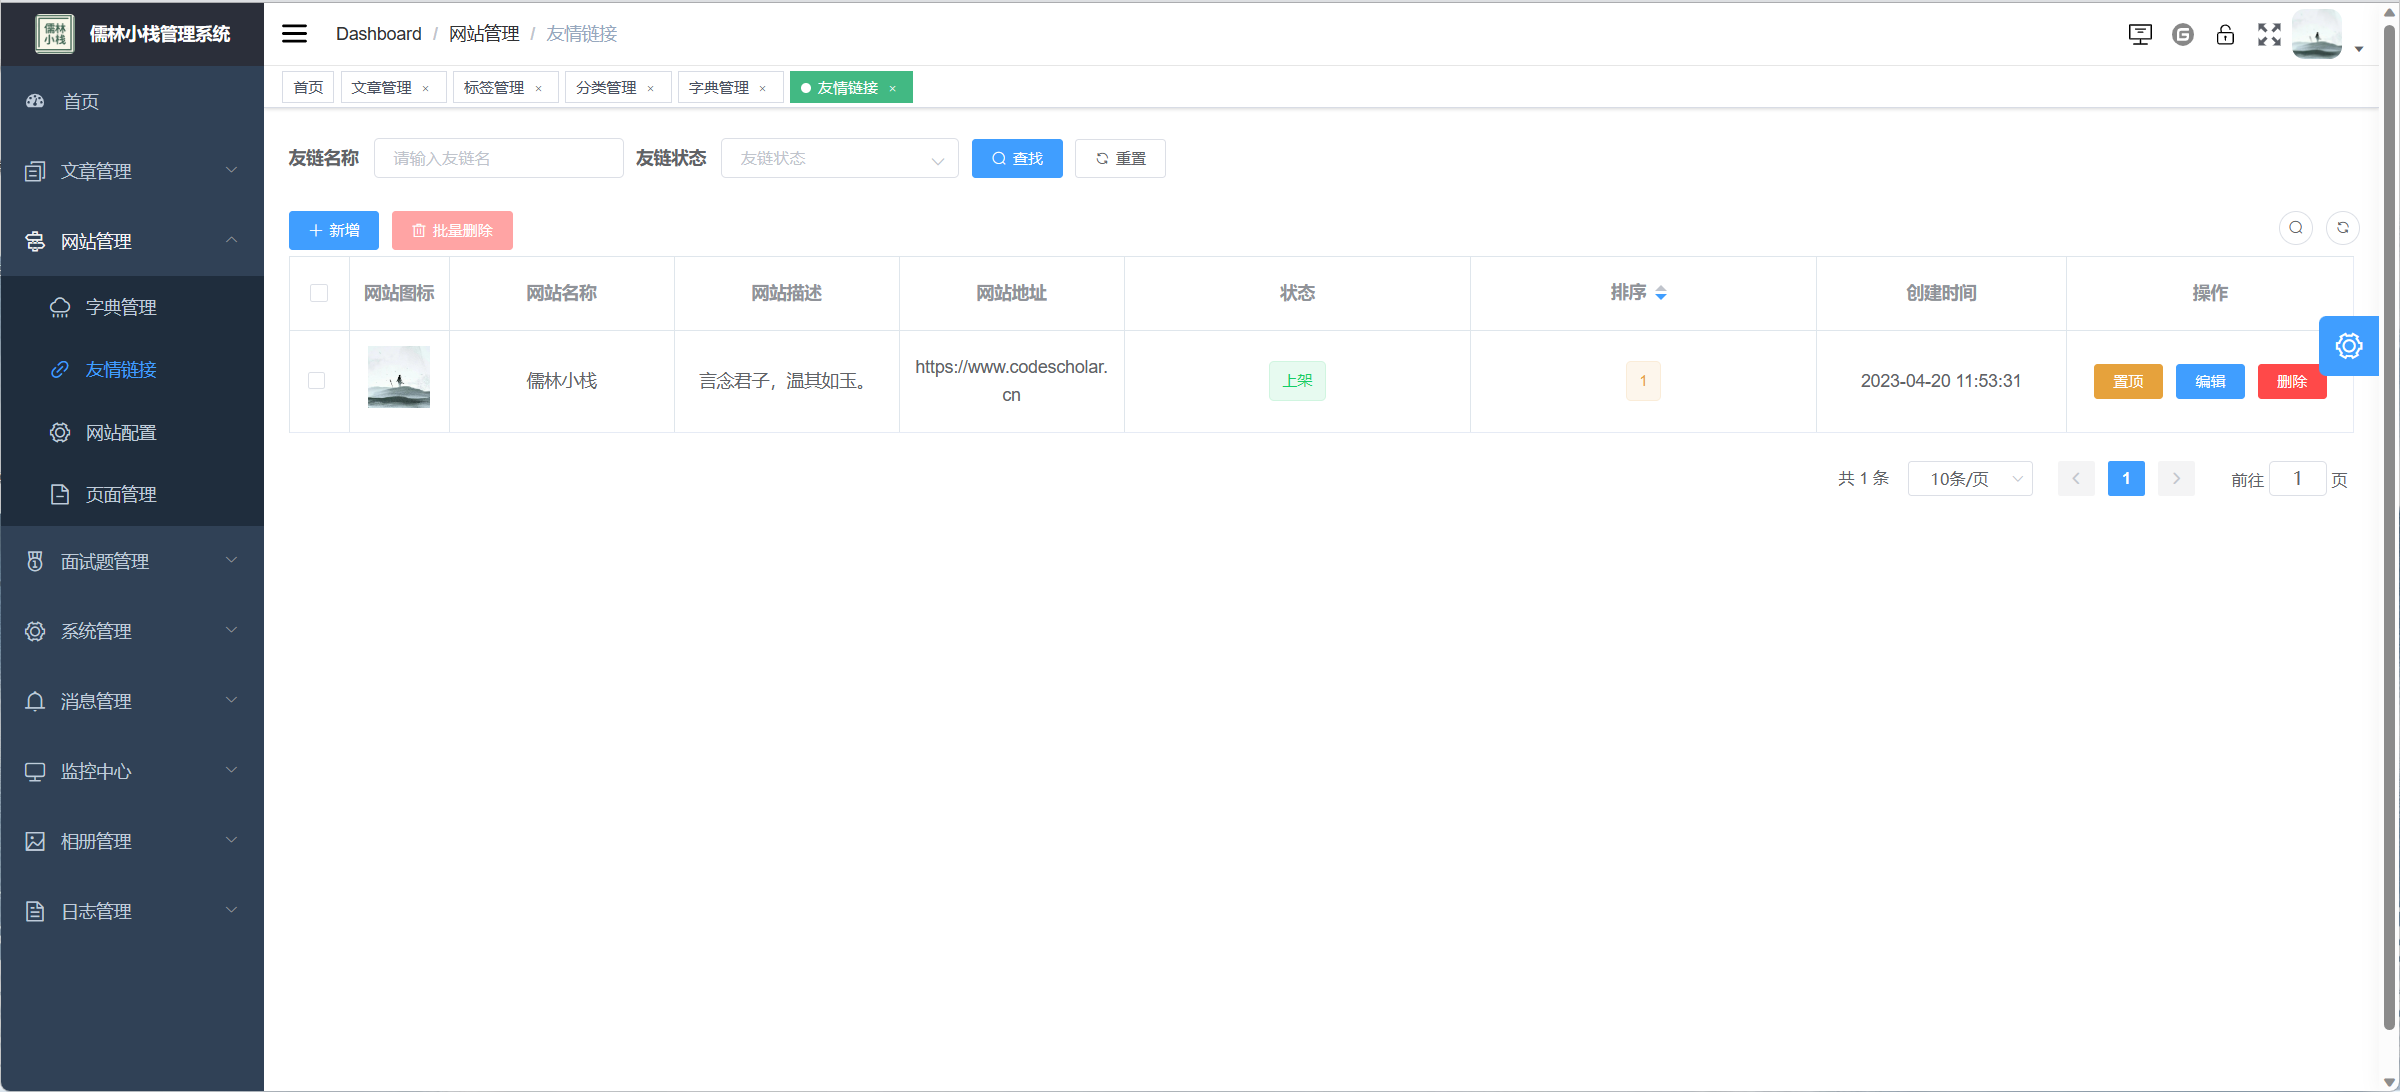 儒林小栈
儒林小栈管理系统
Dashboard / 网站管理 / 友情链接
首页 文章管理 × 标签管理 × 分类管理 × 字典管理 × 友情链接 ×
首页
文章管理
网站管理
字典管理
友情链接
网站配置
页面管理
面试题管理
系统管理
消息管理
监控中心
相册管理
日志管理
友链名称 请输入友链名 友链状态 友链状态 查找 重置
新增 批量删除
网站图标 网站名称 网站描述 网站地址 状态 排序 创建时间 操作
儒林小栈 言念君子，温其如玉。 https://www.codescholar.cn 上架 1 2023-04-20 11:53:31 置顶 编辑 删除
共 1 条 10条/页 1 前往 1 页